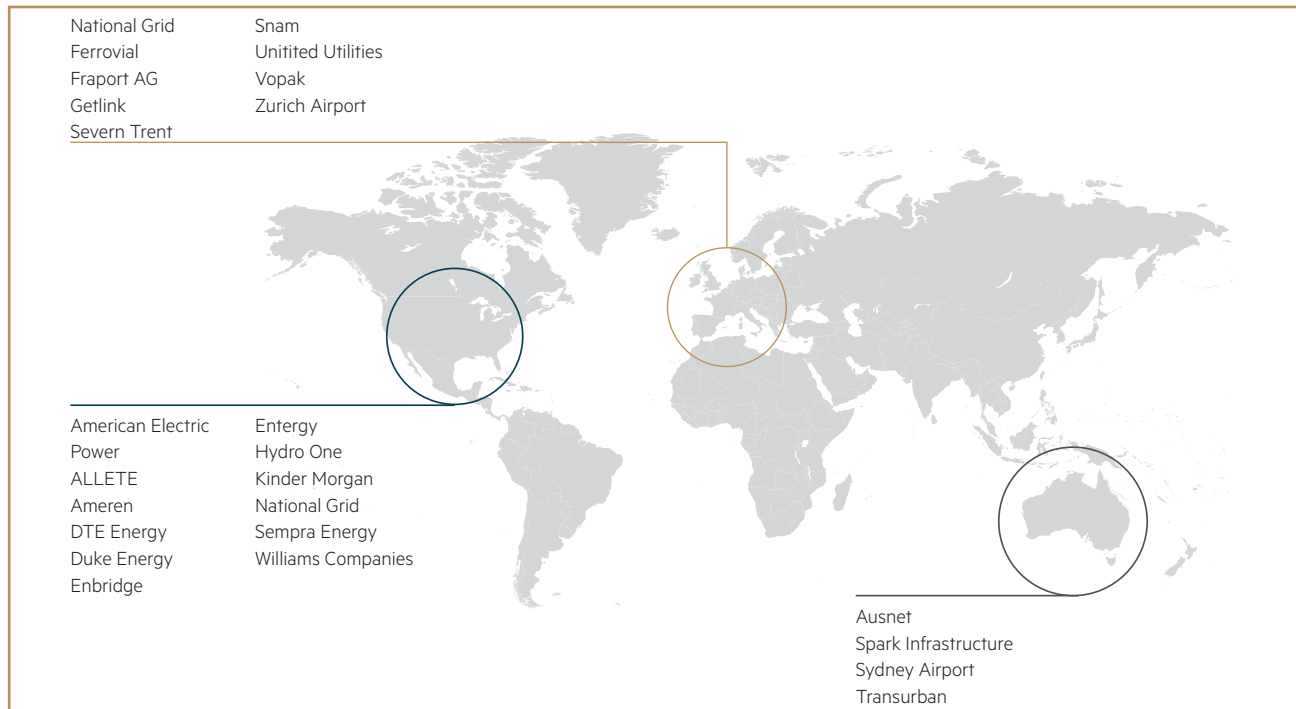 National Grid
Ferrovial
Fraport AG
Getlink
Severn Trent
Snam
Unitited Utilities
Vopak
Zurich Airport
American Electric
Power
ALLETE
Ameren
DTE Energy
Duke Energy
Enbridge
Entergy
Hydro One
Kinder Morgan
National Grid
Sempra Energy
Williams Companies
Ausnet
Spark Infrastructure
Sydney Airport
Transurban